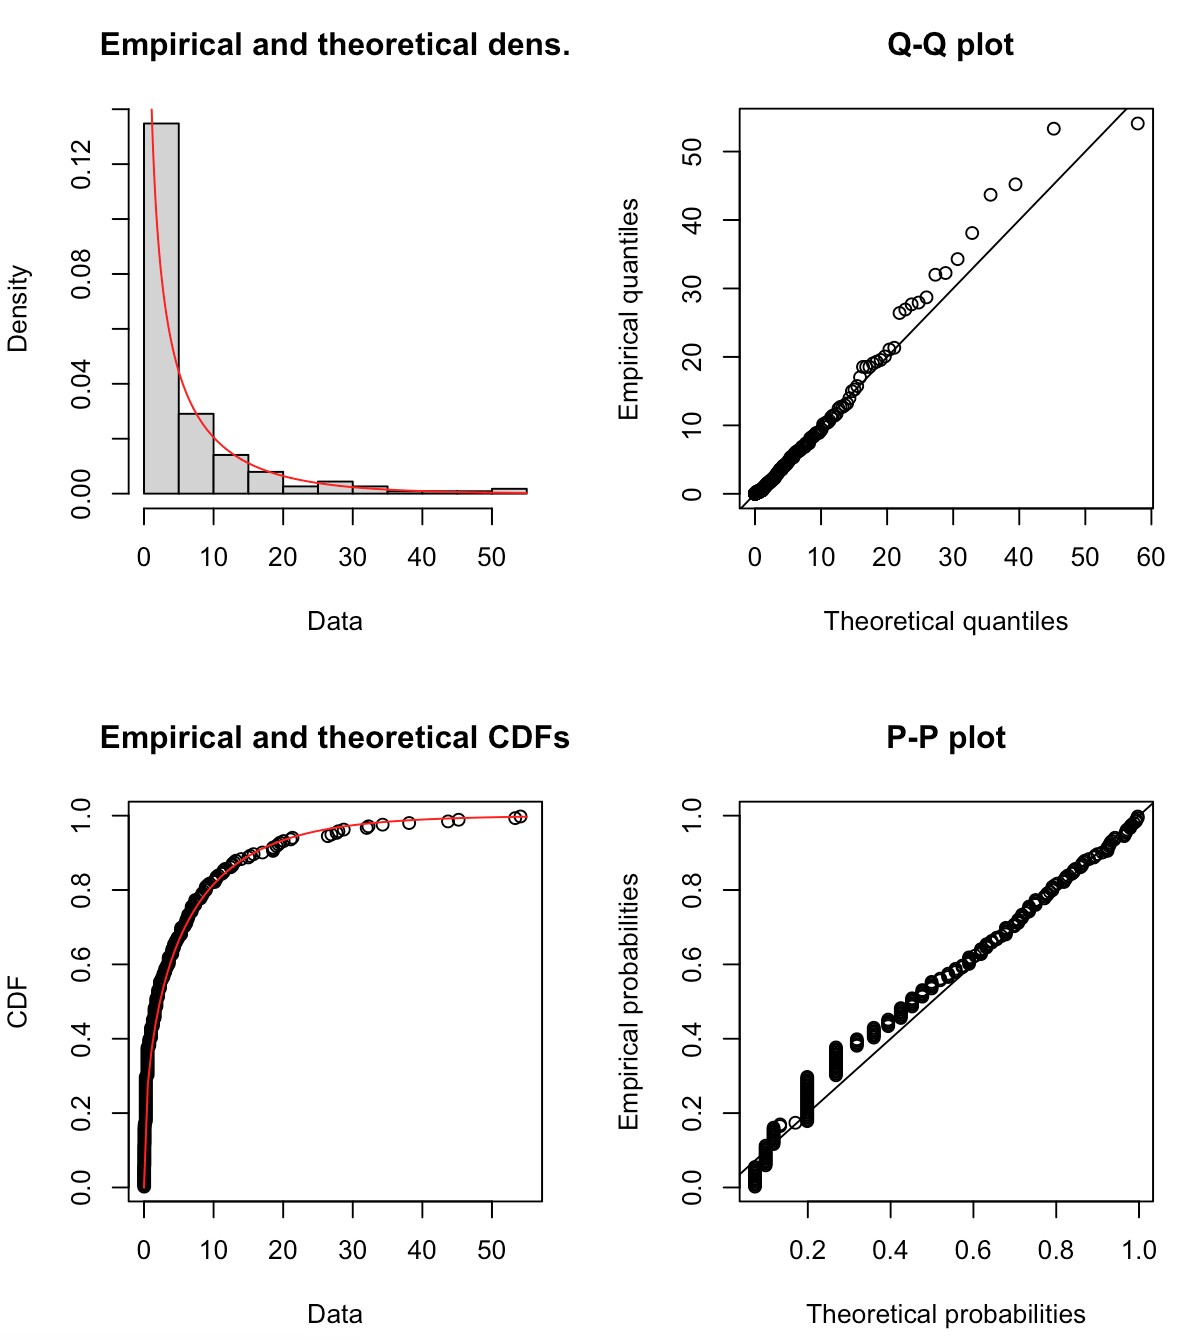 Empirical and theoretical dens.
Density
0.00 0.04 0.08 0.12
0 10 20 30 40 50
Data
Q-Q plot
Empirical quantiles
0 10 20 30 40 50
0 10 20 30 40 50 60
Theoretical quantiles
Empirical and theoretical CDFs
CDF
0.0 0.2 0.4 0.6 0.8 1.0
0 10 20 30 40 50
Data
P-P plot
Empirical probabilities
0.0 0.2 0.4 0.6 0.8 1.0
0.2 0.4 0.6 0.8 1.0
Theoretical probabilities